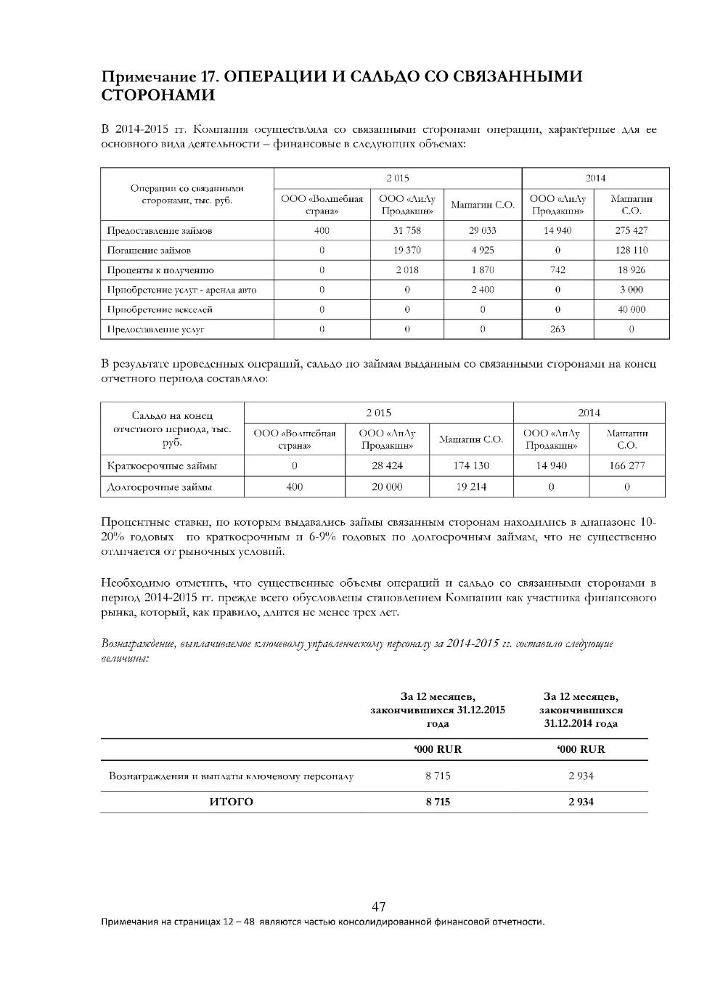 Примечание 17. ОПЕРАЦИИ И САЛЬДО СО СВЯЗАННЫМИ
СТОРОНАМИ
В 2014-2015 гг. Компания осуществляла со связанными сторонами операции, характерные для ее
основного вида деятельности – финансовые в следующих объемах:
Операции со связанными
сторонами, тыс. руб.
2 015
2014
ООО «Волшебная
страна»
ООО «ЛиЛу
Продакшн»
Машагин С.О.
ООО «ЛиЛу
Продакшн»
Машагин
С.О.
Предоставление займов 400 31 758 29 033 14 940 275 427
Погашение займов 0 19 370 4 925 0 128 110
Проценты к получению 0 2 018 1 870 742 18 926
Приобретение услуг - аренда авто 0 0 2 400 0 3 000
Приобретение векселей 0 0 0 0 40 000
Предоставление услуг 0 0 0 263 0
В результате проведенных операций, сальдо по займам выданным со связанными сторонами на конец
отчетного периода составляло:
Сальдо на конец
отчетного периода, тыс.
руб.
2 015
2014
ООО «Волшебная
страна»
ООО «ЛиЛу
Продакшн»
Машагин С.О.
ООО «ЛиЛу
Продакшн»
Машагин
С.О.
Краткосрочные займы 0 28 424 174 130 14 940 166 277
Долгосрочные займы 400 20 000 19 214 0 0
Процентные ставки, по которым выдавались займы связанным сторонам находились в диапазоне 10-
20% годовых по краткосрочным и 6-9% годовых по долгосрочным займам, что не существенно
отличается от рыночных условий.
Необходимо отметить, что существенные объемы операций и сальдо со связанными сторонами в
период 2014-2015 гг. прежде всего обусловлены становлением Компании как участника финансового
рынка, который, как правило, длится не менее трех лет.
Вознаграждение, выплачиваемое ключевому управленческому персоналу за 2014-2015 гг. составило следующие
величины:
За 12 месяцев,
закончившихся 31.12.2015
года
За 12 месяцев,
закончившихся
31.12.2014 года
‘000 RUR ‘000 RUR
Вознаграждения и выплаты ключевому персоналу 8 715 2 934
ИТОГО 8 715 2 934
47
Примечания на страницах 12 – 48 являются частью консолидированной финансовой отчетности.